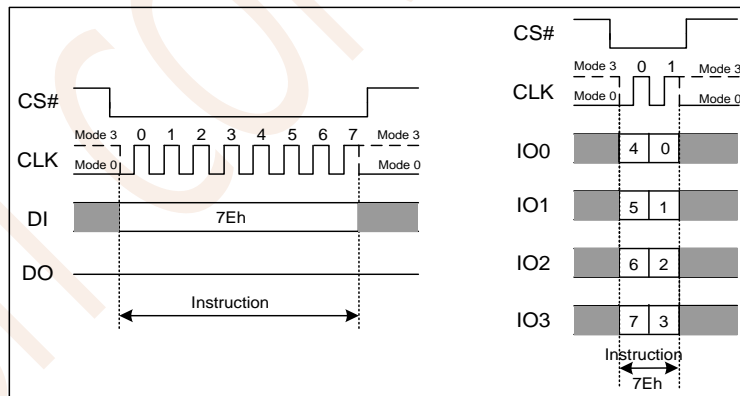 CS#
Mode 3 0 1 2 3 4 5 6 7 Mode 3
CLK
Mode 0 Mode 0
DI
7Eh
DO
Instruction
CS#
Mode 3 0 1 Mode 3
CLK
Mode 0 Mode 0
IO0 4 0
IO1 5 1
IO2 6 2
IO3 7 3
Instruction
7Eh